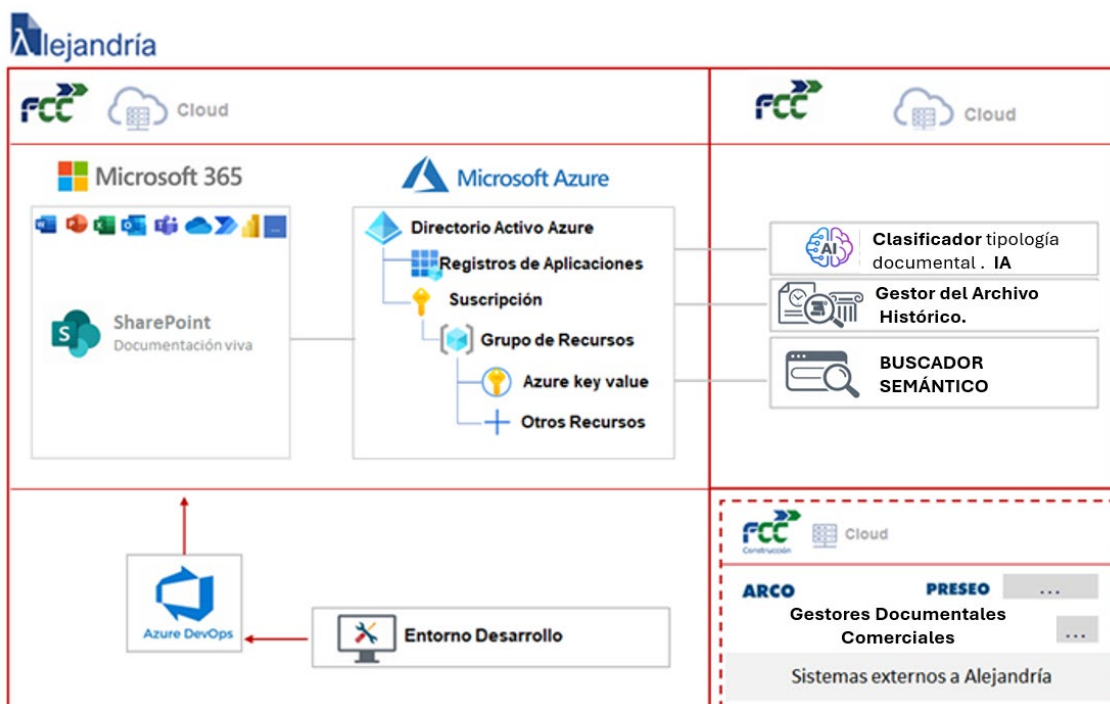 Alejandría
FCC Cloud
FCC Cloud
Microsoft 365
Microsoft Azure
...
SharePoint
Documentación viva
Directorio Activo Azure
Registros de Aplicaciones
Suscripción
Grupo de Recursos
Azure key value
Otros Recursos
AI
Clasificador tipología
documental . IA
Gestor del Archivo
Histórico.
BUSCADOR
SEMÁNTICO
Azure DevOps
Entorno Desarrollo
FCC Cloud
Construcción
ARCO PRESEO ...
Gestores Documentales
Comerciales ...
Sistemas externos a Alejandría